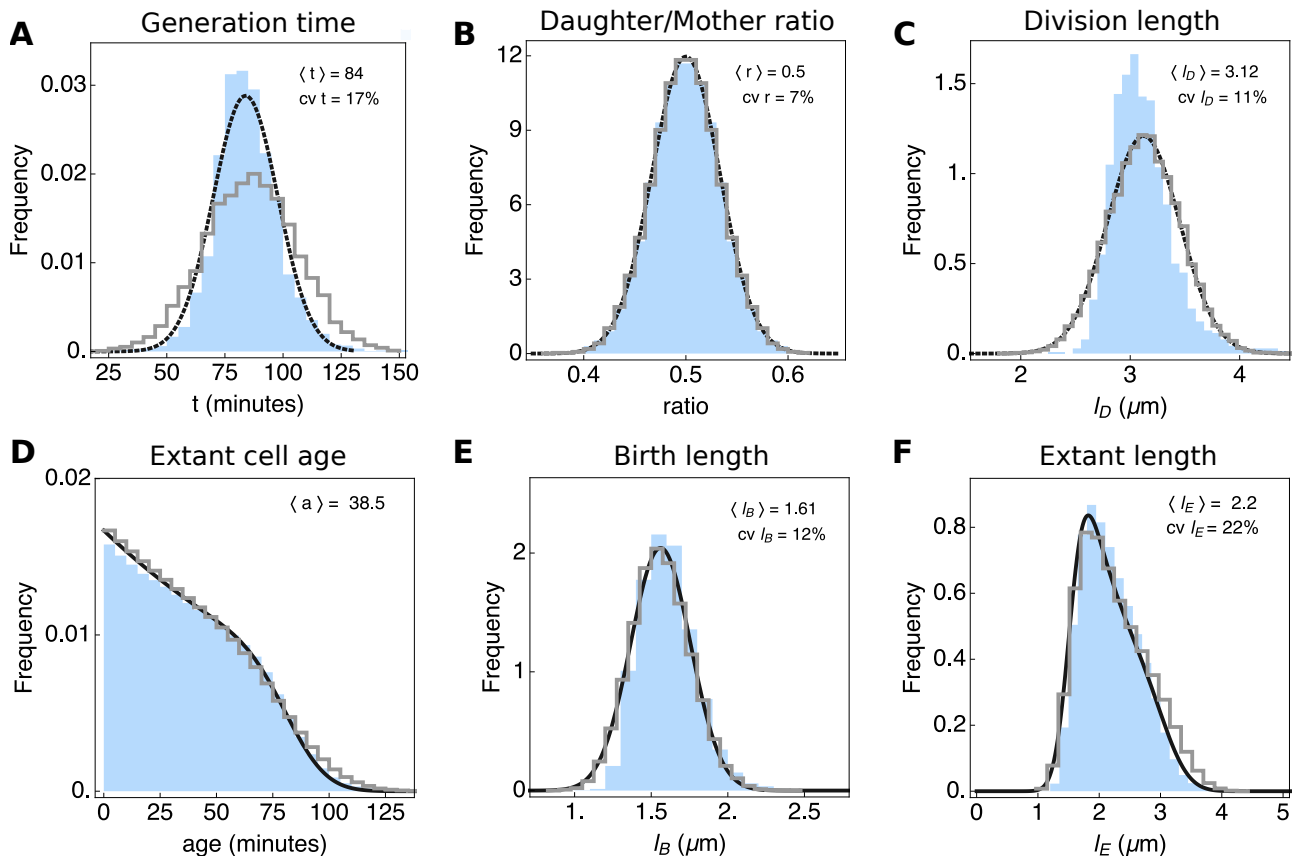 A
Generation time
⟨ t ⟩ = 84
cv t = 17%
Frequency
0.03
0.02
0.01
0.
25 50 75 100 125 150
t (minutes)
B
Daughter/Mother ratio
⟨ r ⟩ = 0.5
cv r = 7%
Frequency
12
9
6
3
0
0.4 0.5 0.6
ratio
C
Division length
⟨ l_D ⟩ = 3.12
cv l_D = 11%
Frequency
1.5
1.0
0.5
0.
2 3 4
l_D (μm)
D
Extant cell age
⟨ a ⟩ = 38.5
Frequency
0.02
0.01
0.
0 25 50 75 100 125
age (minutes)
E
Birth length
⟨ l_B ⟩ = 1.61
cv l_B = 12%
Frequency
2
1
0
1. 1.5 2. 2.5
l_B (μm)
F
Extant length
⟨ l_E ⟩ = 2.2
cv l_E = 22%
Frequency
0.8
0.6
0.4
0.2
0.
0 1 2 3 4 5
l_E (μm)